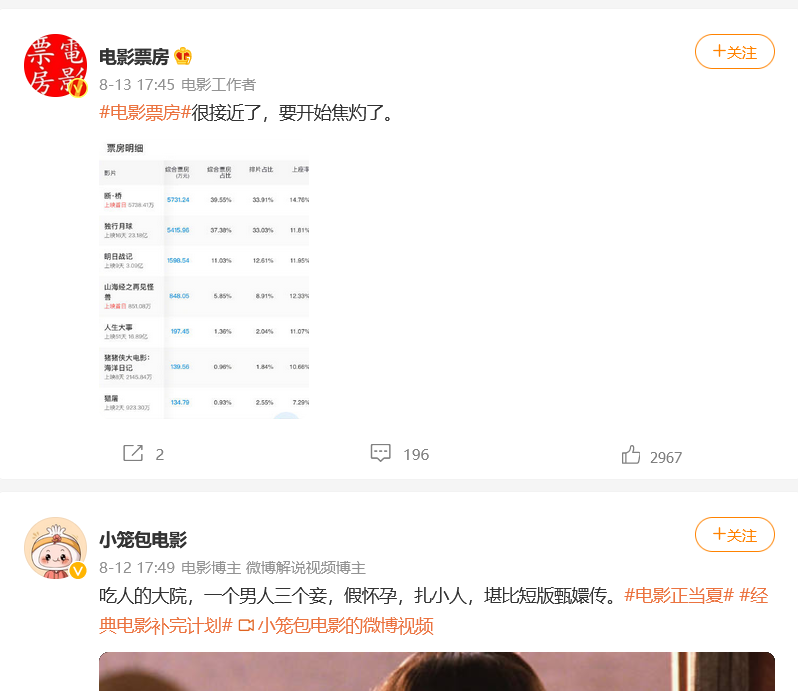 票 電
房 影
电影票房
+关注
8-13 17:45 电影工作者
#电影票房#很接近了，要开始焦灼了。
票房明细
影片 综合票房(万元) 综合票房占比 排片占比 上座率
断·桥 5731.24 39.55% 33.91% 14.76%
上映首日 5738.41万
独行月球 5415.96 37.38% 33.03% 11.81%
上映16天 23.18亿
明日战记 1598.54 11.03% 12.61% 11.95%
上映9天 3.09亿
山海经之再见怪兽 848.05 5.85% 8.91% 12.33%
上映首日 851.08万
人生大事 197.45 1.36% 2.04% 11.07%
上映51天 16.89亿
猪猪侠大电影：海洋日记 139.56 0.96% 1.84% 10.66%
上映8天 2145.84万
猎屠 134.79 0.93% 2.55% 7.29%
上映2天 923.30万
2 196 2967
小笼包电影
+关注
8-12 17:49 电影博主 微博解说视频博主
吃人的大院，一个男人三个妾，假怀孕，扎小人，堪比短版甄嬛传。#电影正当夏# #经
典电影补完计划# 小笼包电影的微博视频